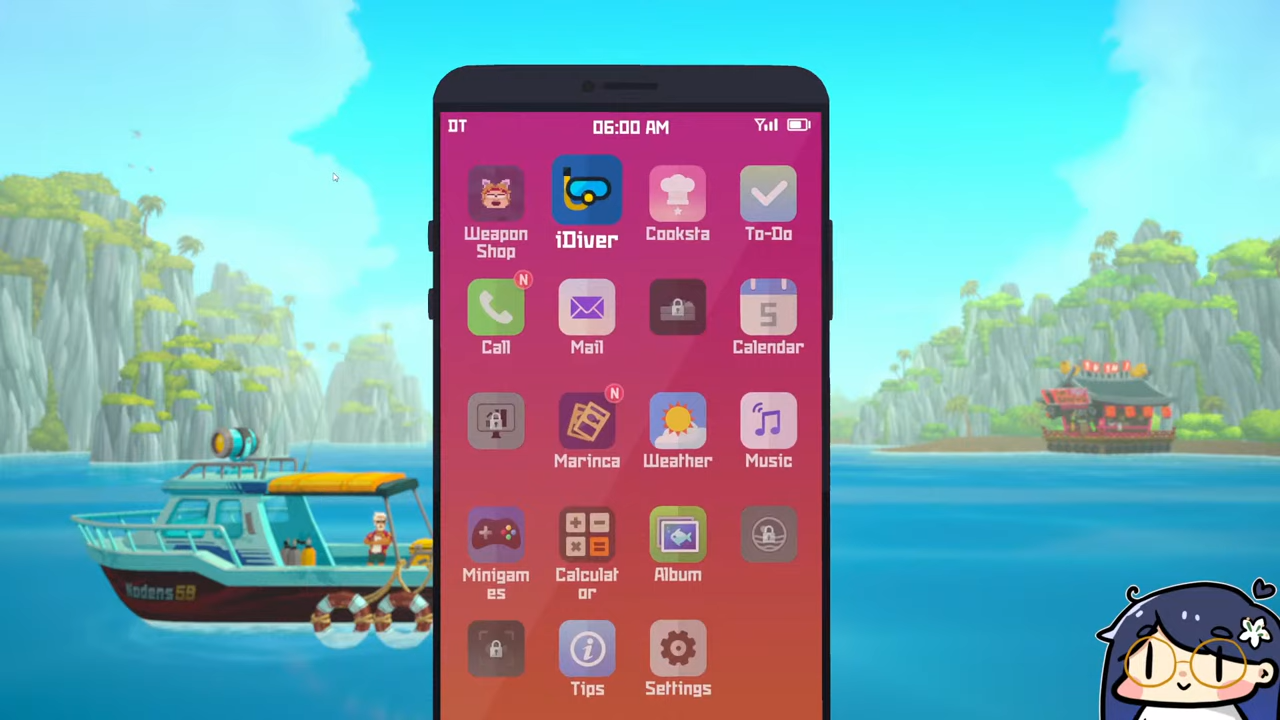 DT
06:00 AM
Weapon
Shop
iDiver
Cooksta
To-Do
N
Call
Mail
5
Calendar
N
Marinca
Weather
Music
Minigam
es
Calculat
or
Album
Tips
Settings
Nodens58